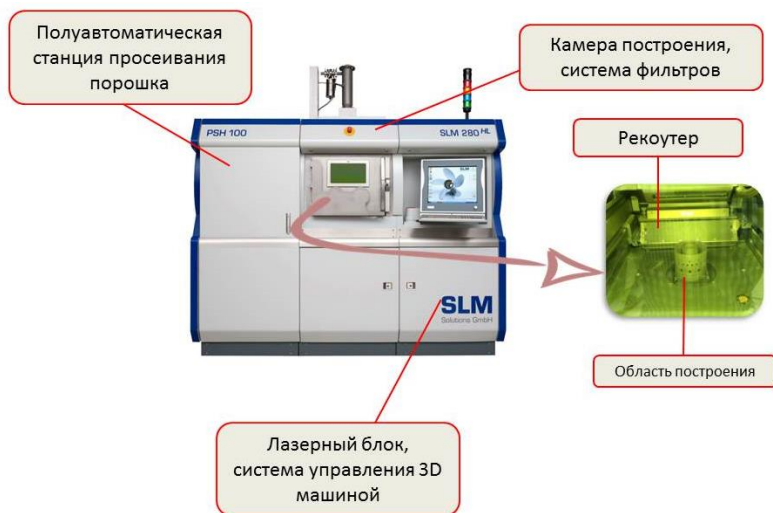 Полуавтоматическая
станция просеивания
порошка
Камера построения,
система фильтров
Рекоутер
PSH 100
SLM 280 HL
SLM
SLM
Solutions GmbH
Область построения
Лазерный блок,
система управления 3D
машиной